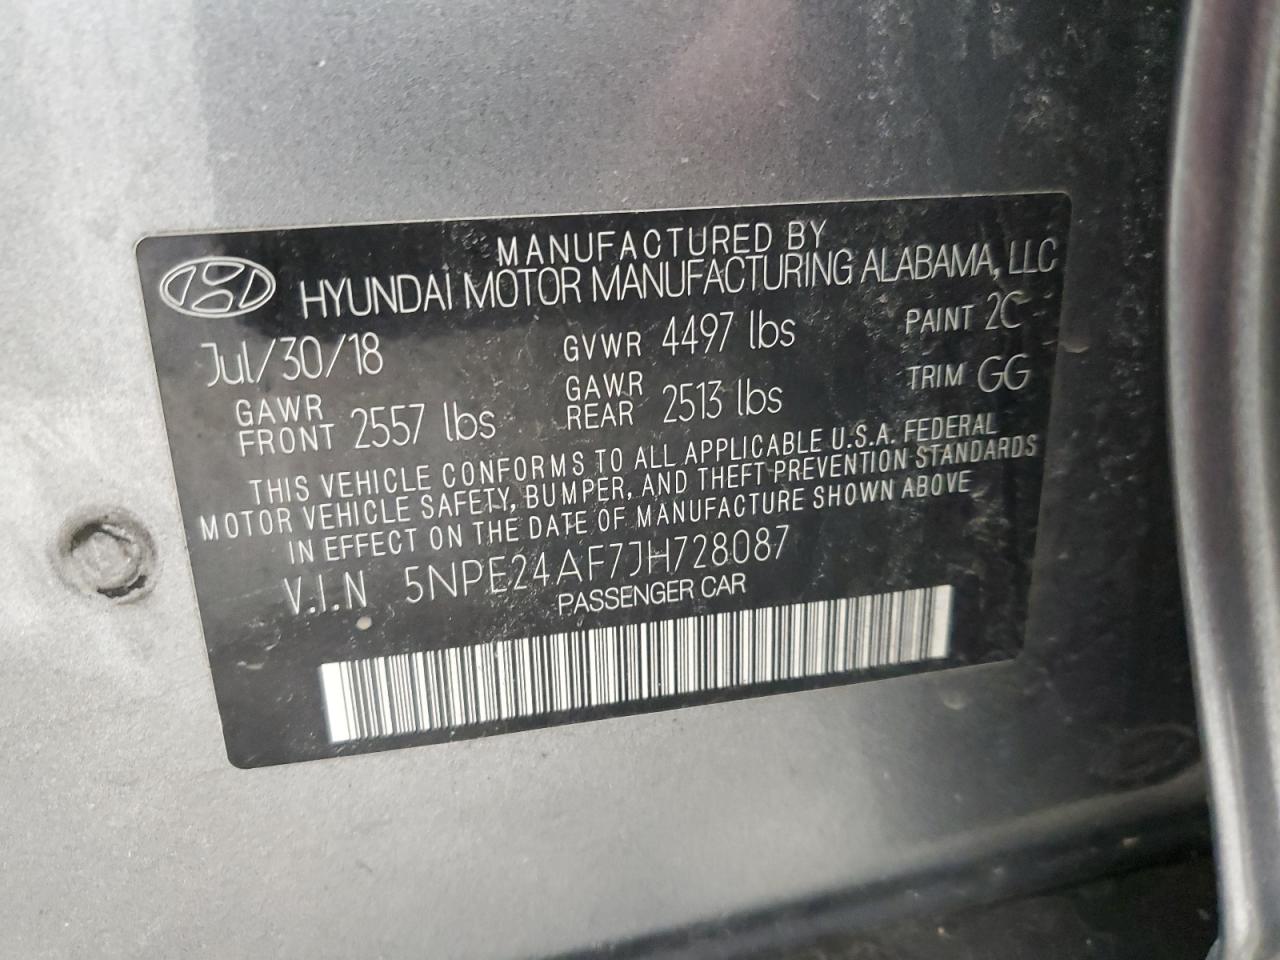 MANUFACTURED BY
HYUNDAI MOTOR MANUFACTURING ALABAMA, LLC
Jul/30/18 GVWR 4497 lbs PAINT 2C
GAWR FRONT 2557 lbs GAWR REAR 2513 lbs TRIM GG
THIS VEHICLE CONFORMS TO ALL APPLICABLE U.S.A. FEDERAL
MOTOR VEHICLE SAFETY, BUMPER, AND THEFT PREVENTION STANDARDS
IN EFFECT ON THE DATE OF MANUFACTURE SHOWN ABOVE
V.I.N 5NPE24AF7JH728087
PASSENGER CAR